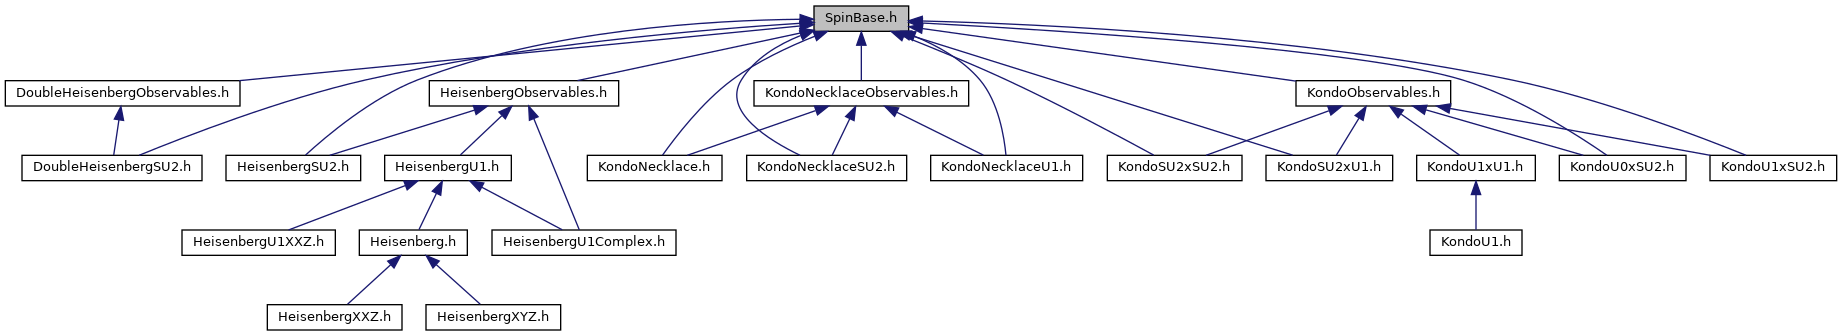 SpinBase.h
DoubleHeisenbergObservables.h
HeisenbergObservables.h
KondoNecklaceObservables.h
KondoObservables.h
DoubleHeisenbergSU2.h
HeisenbergSU2.h
HeisenbergU1.h
KondoNecklace.h
KondoNecklaceSU2.h
KondoNecklaceU1.h
KondoSU2xSU2.h
KondoSU2xU1.h
KondoU1xU1.h
KondoU0xSU2.h
KondoU1xSU2.h
HeisenbergU1XXZ.h
Heisenberg.h
HeisenbergU1Complex.h
KondoU1.h
HeisenbergXXZ.h
HeisenbergXYZ.h